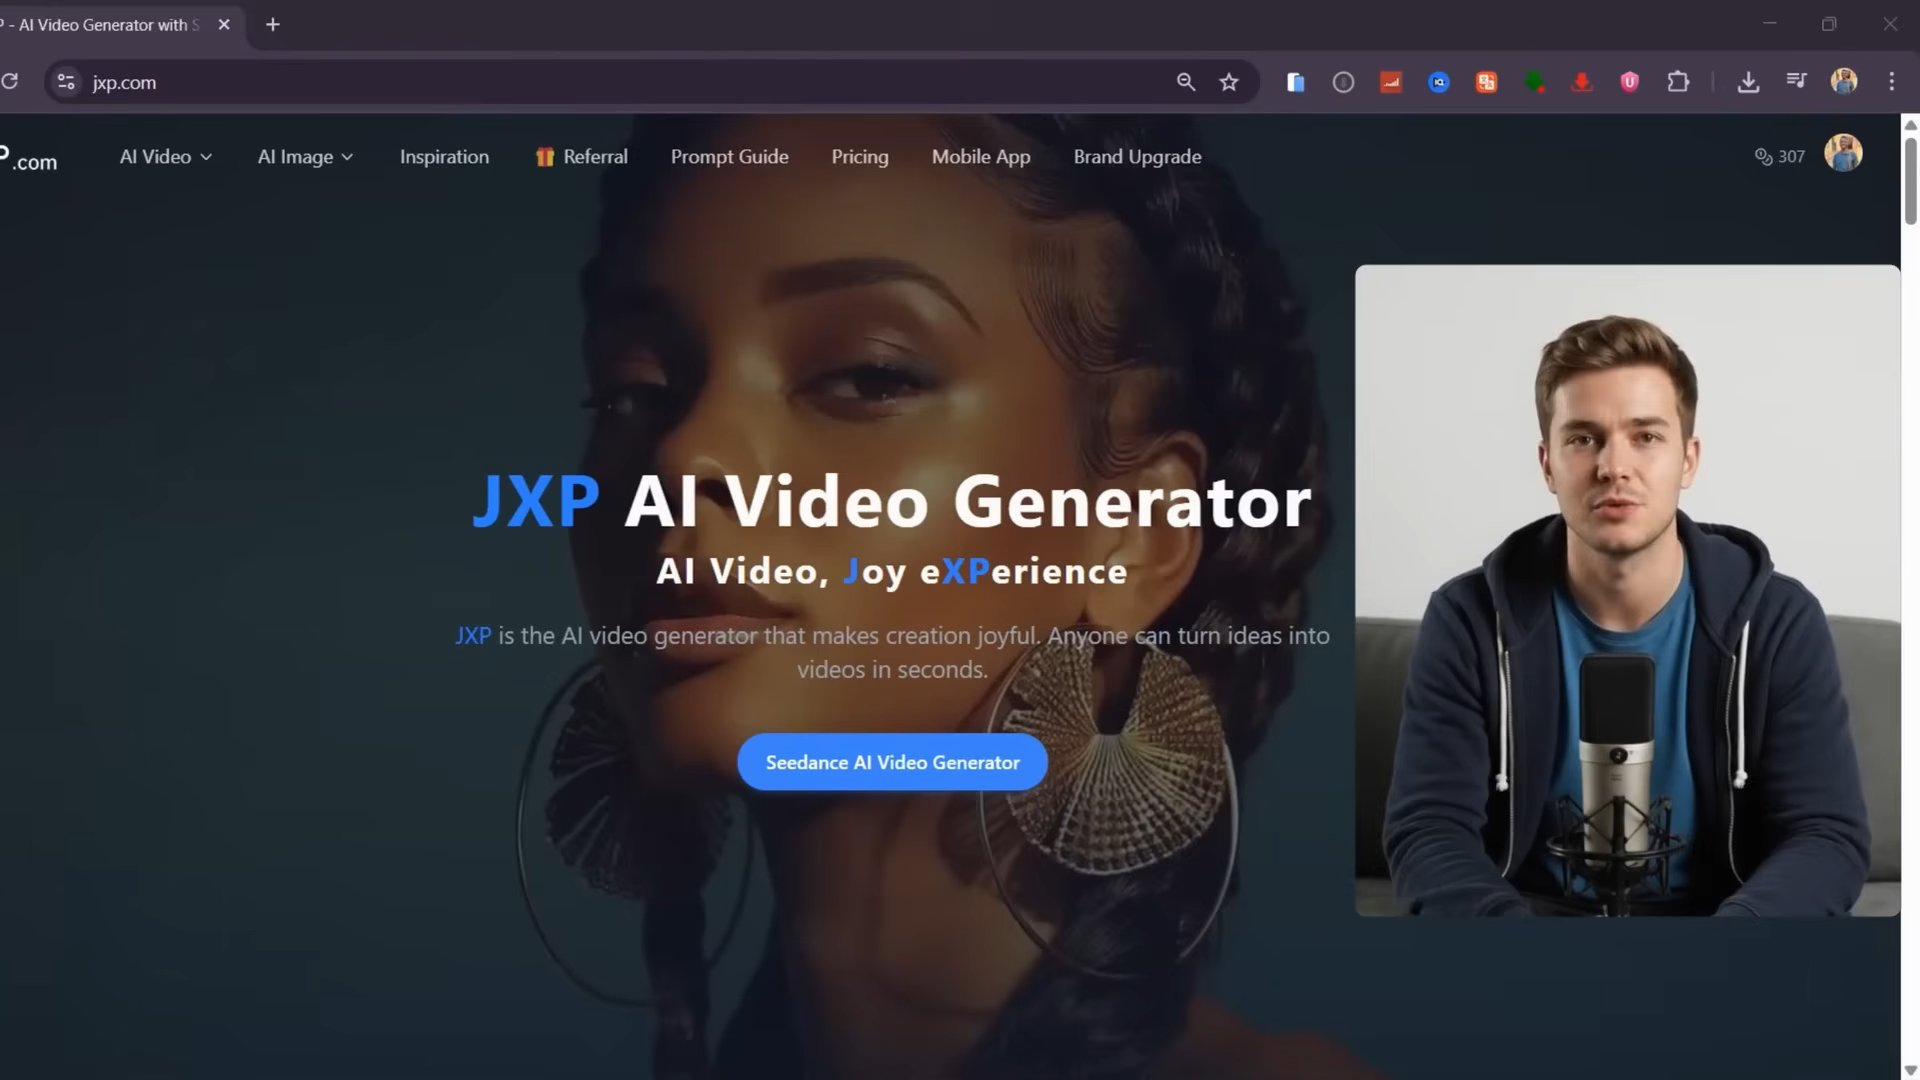 P - AI Video Generator with S
jxp.com
P.com
AI Video
AI Image
Inspiration
Referral
Prompt Guide
Pricing
Mobile App
Brand Upgrade
307
JXP AI Video Generator
AI Video, Joy eXPerience
JXP is the AI video generator that makes creation joyful. Anyone can turn ideas into
videos in seconds.
Seedance AI Video Generator